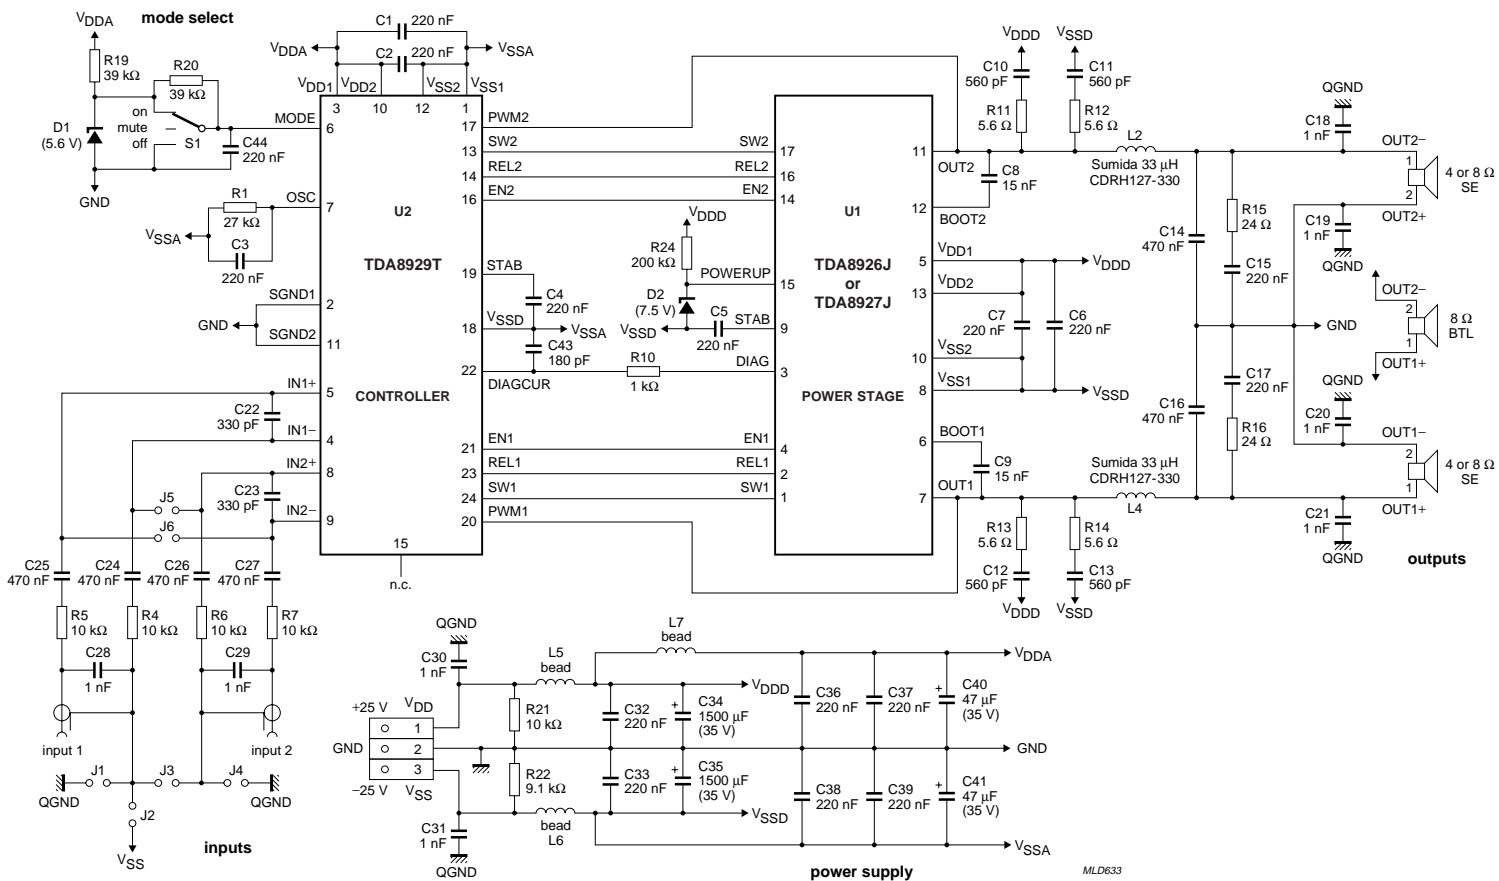 mode select
VDDA
R19
39 kΩ
R20
39 kΩ
on
mute
off
S1
D1
(5.6 V)
C44
220 nF
GND
MODE
6
R1
27 kΩ
OSC
7
VSSA
C3
220 nF
C1
220 nF
VDDA
VSSA
C2
220 nF
VDD1
VDD2
VSS2
VSS1
3
10
12
1
SGND1
2
GND
SGND2
11
IN1+
5
C22
330 pF
IN1−
4
IN2+
8
C23
330 pF
IN2−
9
J5
J6
C25
470 nF
C24
470 nF
C26
470 nF
C27
470 nF
R5
10 kΩ
R4
10 kΩ
R6
10 kΩ
R7
10 kΩ
C28
1 nF
C29
1 nF
input 1
input 2
J1
J3
J4
QGND
QGND
J2
VSS
inputs
U2
TDA8929T
CONTROLLER
15
n.c.
17
PWM2
13
SW2
14
REL2
16
EN2
19
STAB
C4
220 nF
18
VSSD
VSSA
C43
180 pF
22
DIAGCUR
R10
1 kΩ
21
EN1
23
REL1
24
SW1
20
PWM1
VDDD
R24
200 kΩ
POWERUP
15
D2
(7.5 V)
VSSD
C5
220 nF
STAB
9
DIAG
3
SW2
17
REL2
16
EN2
14
EN1
4
REL1
2
SW1
1
U1
TDA8926J
or
TDA8927J
POWER STAGE
11
OUT2
C8
15 nF
12
BOOT2
5
VDD1
VDDD
13
VDD2
C7
220 nF
C6
220 nF
10
VSS2
8
VSS1
VSSD
6
BOOT1
C9
15 nF
7
OUT1
VDDD
C10
560 pF
R11
5.6 Ω
VSSD
C11
560 pF
R12
5.6 Ω
L2
Sumida 33 μH
CDRH127-330
Sumida 33 μH
CDRH127-330
L4
R13
5.6 Ω
C12
560 pF
VDDD
R14
5.6 Ω
C13
560 pF
VSSD
C14
470 nF
R15
24 Ω
C15
220 nF
C16
470 nF
C17
220 nF
R16
24 Ω
QGND
C18
1 nF
C19
1 nF
QGND
GND
QGND
C20
1 nF
C21
1 nF
QGND
OUT2−
1
2
OUT2+
4 or 8 Ω
SE
OUT2−
2
1
OUT1+
8 Ω
BTL
OUT1−
2
1
OUT1+
4 or 8 Ω
SE
outputs
QGND
C30
1 nF
L5
bead
L7
bead
VDDA
VDDD
+25 V
VDD
1
GND
2
3
−25 V
VSS
R21
10 kΩ
R22
9.1 kΩ
C32
220 nF
C33
220 nF
+
C34
1500 μF
(35 V)
+
C35
1500 μF
(35 V)
C36
220 nF
C37
220 nF
C38
220 nF
C39
220 nF
+
C40
47 μF
(35 V)
+
C41
47 μF
(35 V)
GND
C31
1 nF
QGND
bead
L6
VSSD
VSSA
power supply
MLD633